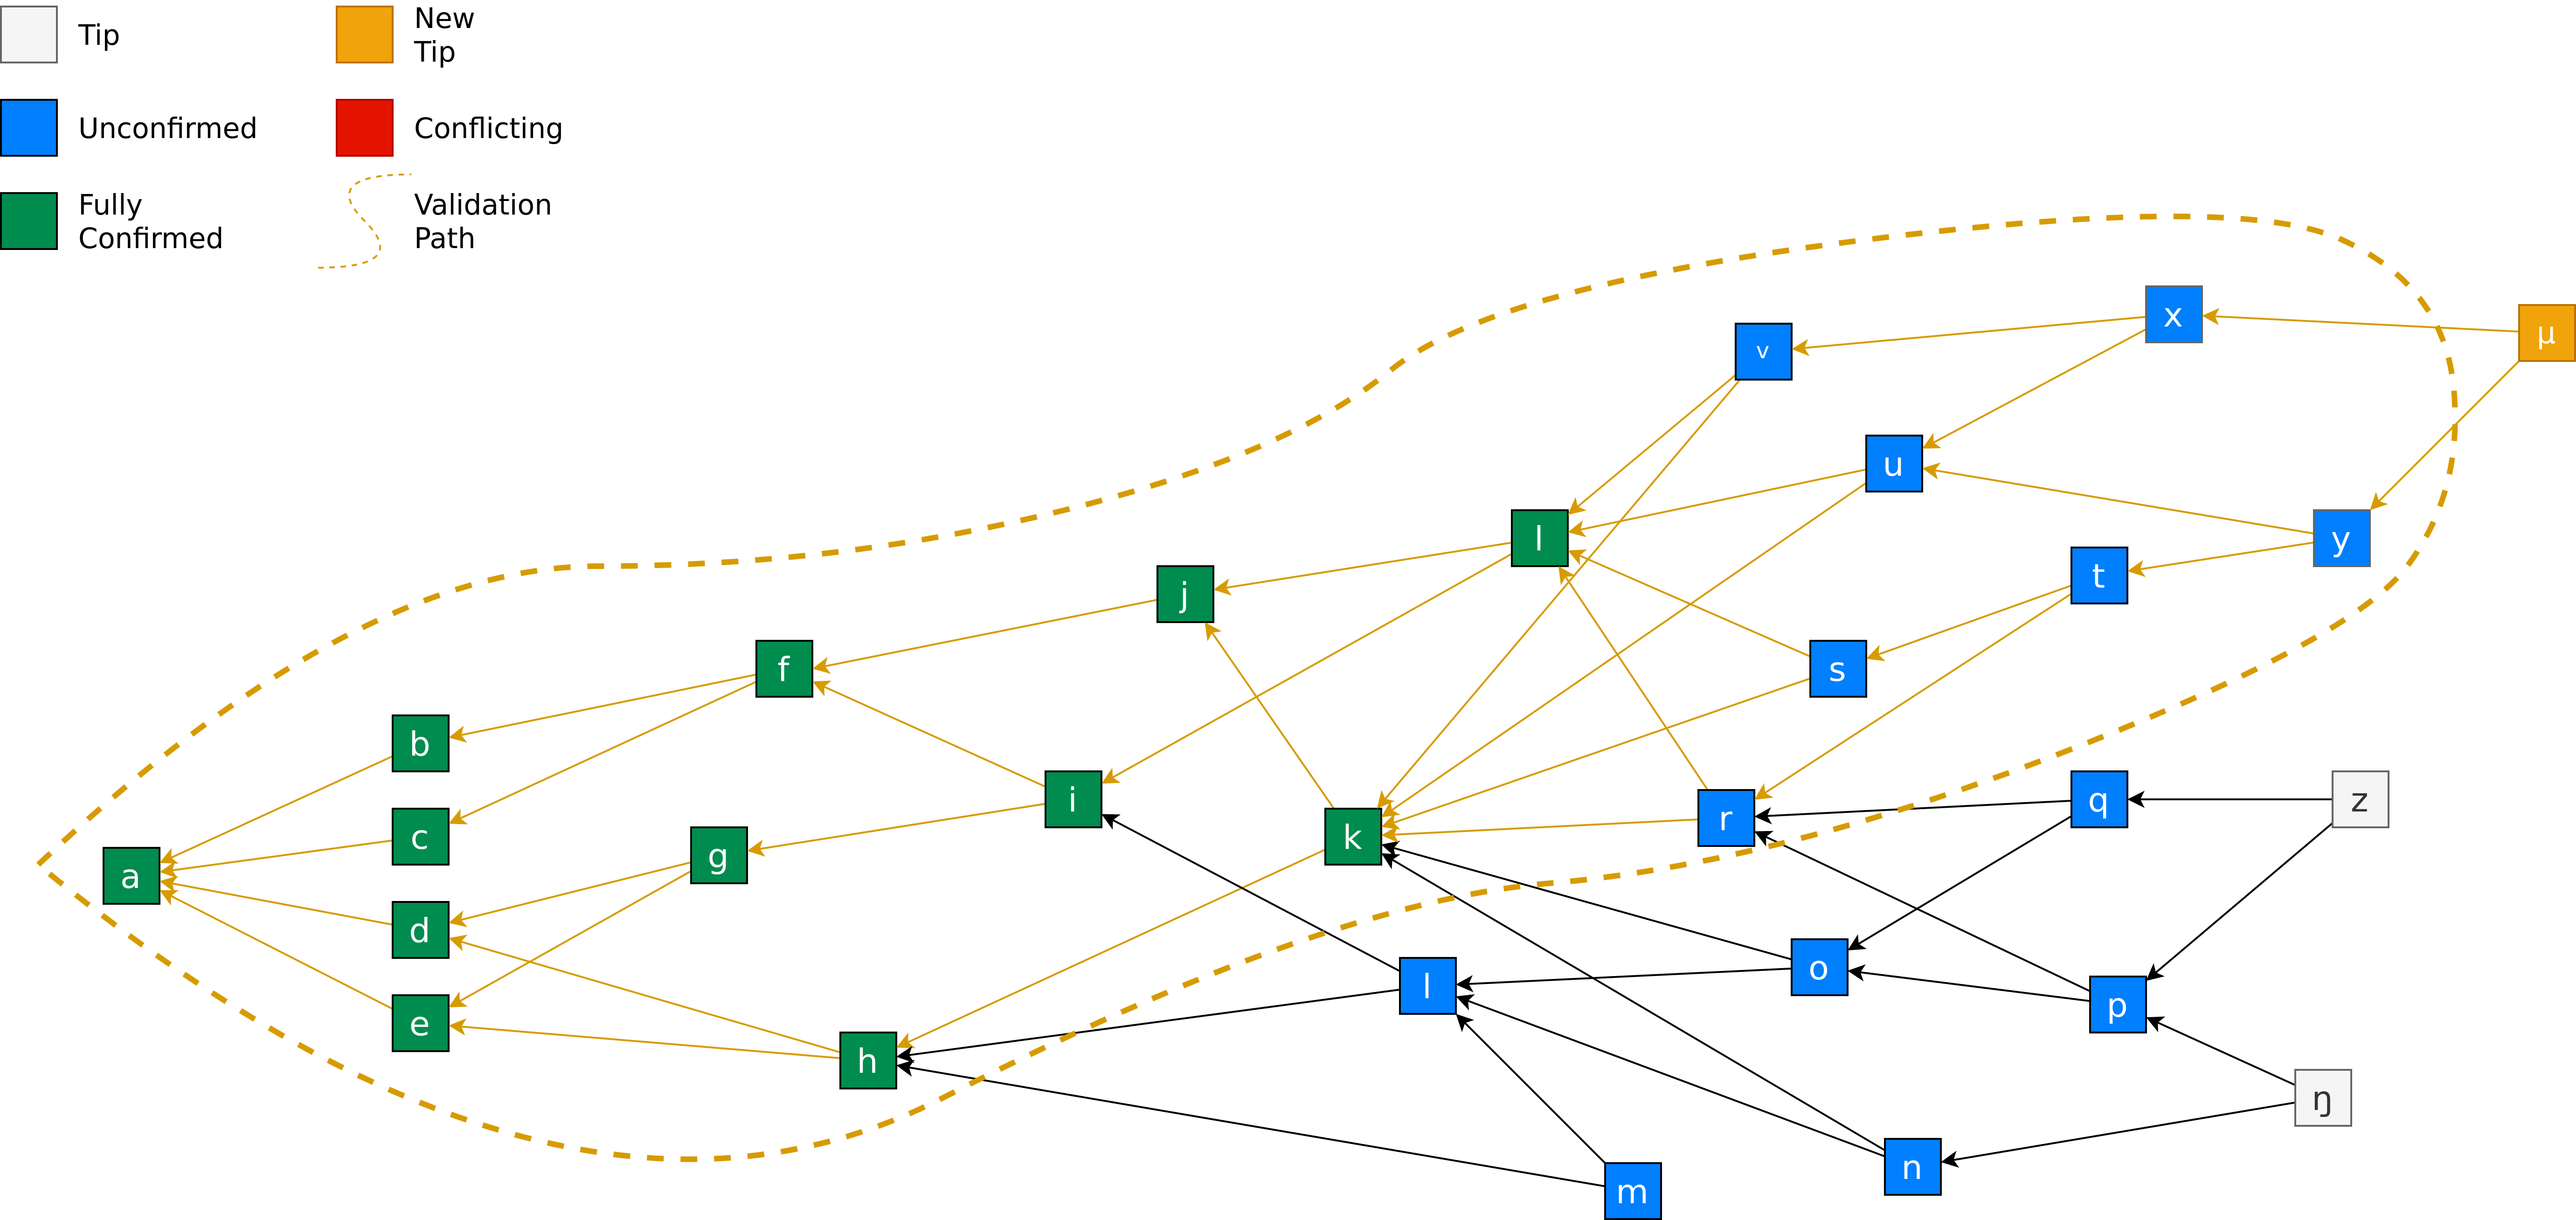 Tip
New
Tip
Unconfirmed
Conflicting
Fully
Confirmed
Validation
Path
x
μ
v
u
l
y
t
j
f
s
b
i
q
z
r
c
k
g
a
d
o
l
p
e
h
ŋ
n
m